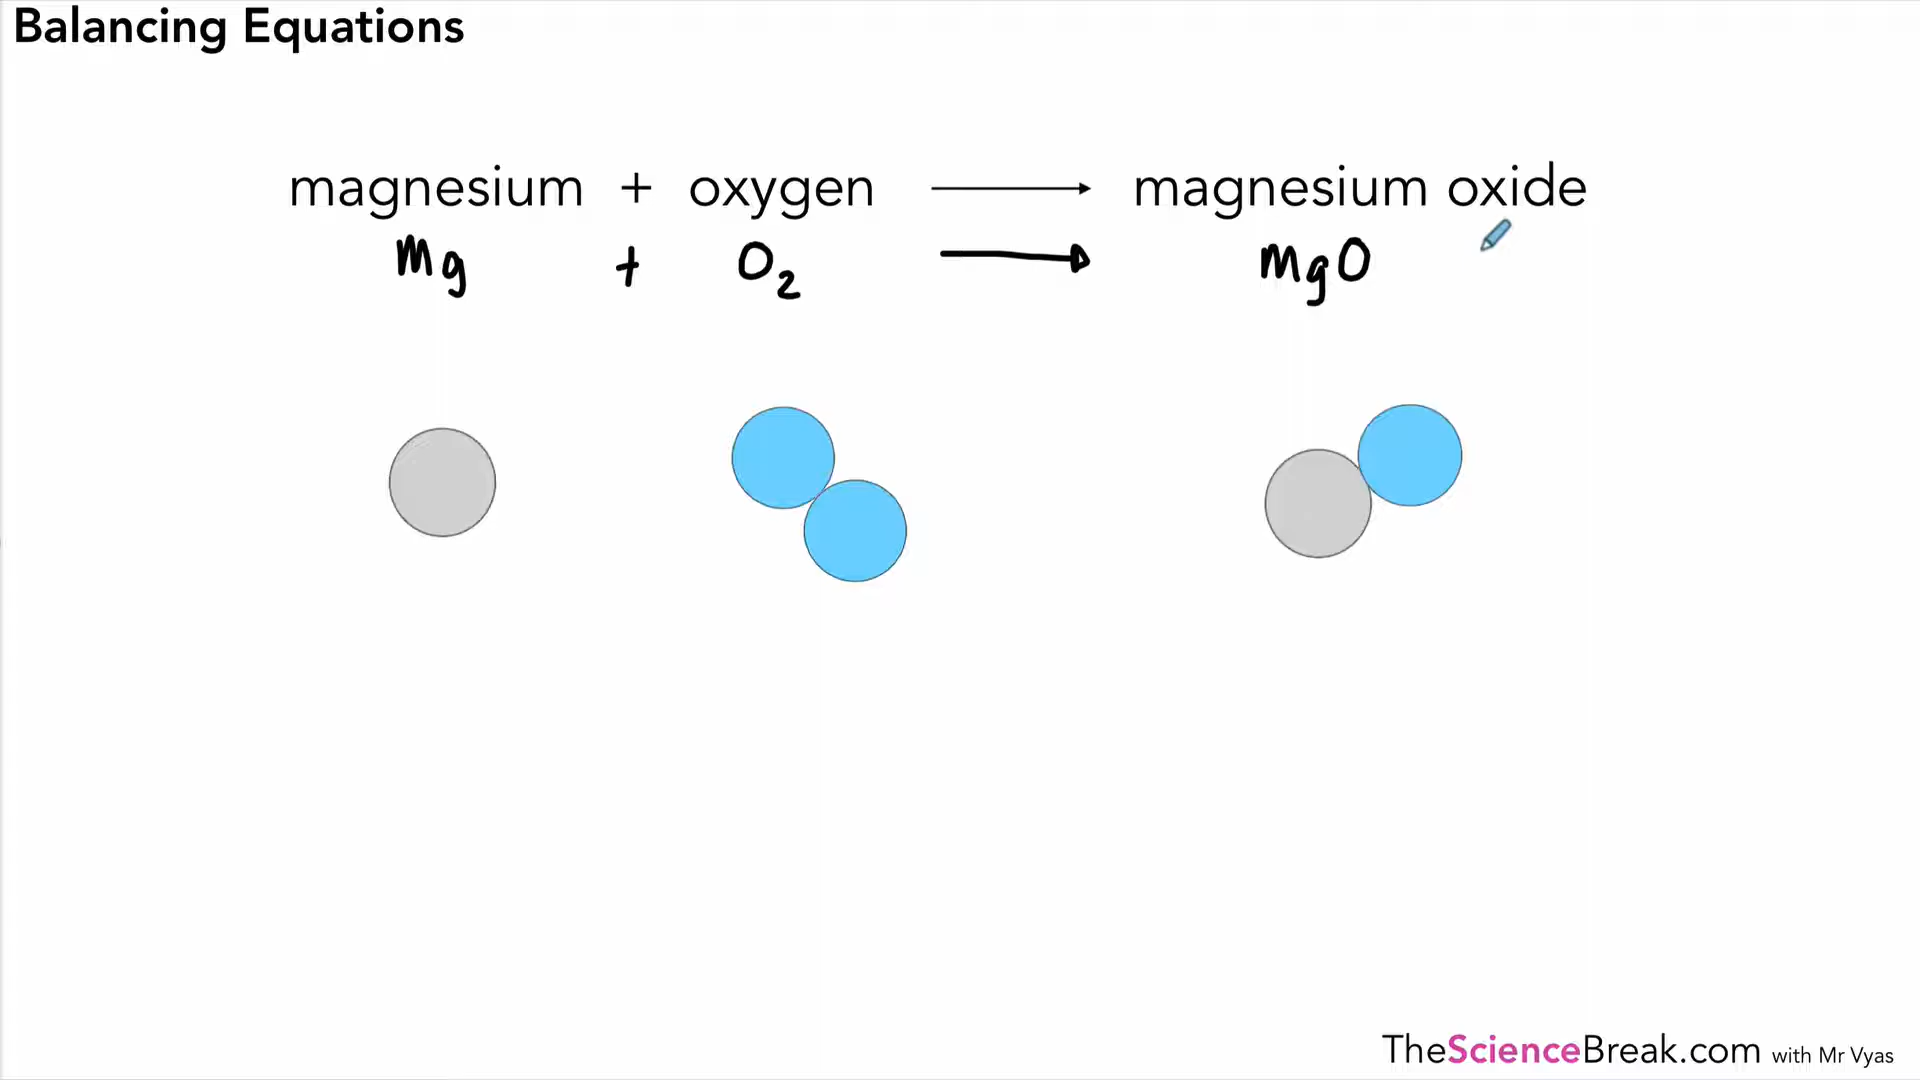 Balancing Equations
magnesium + oxygen → magnesium oxide
Mg + O₂ → MgO
TheScienceBreak.com with Mr Vyas